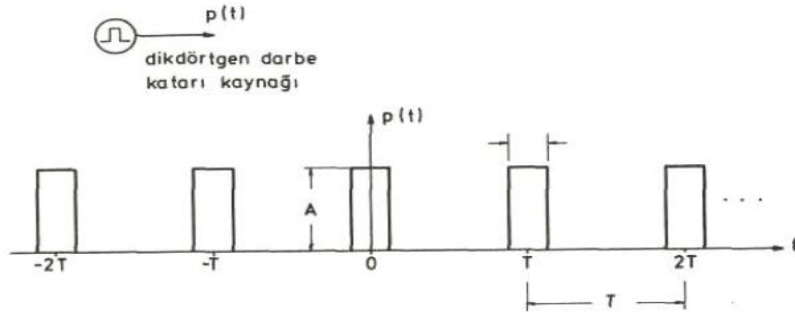 p(t)
dikdörtgen darbe
katarı kaynağı
p(t)
A
-2T
-T
0
T
2T
. . .
t
T